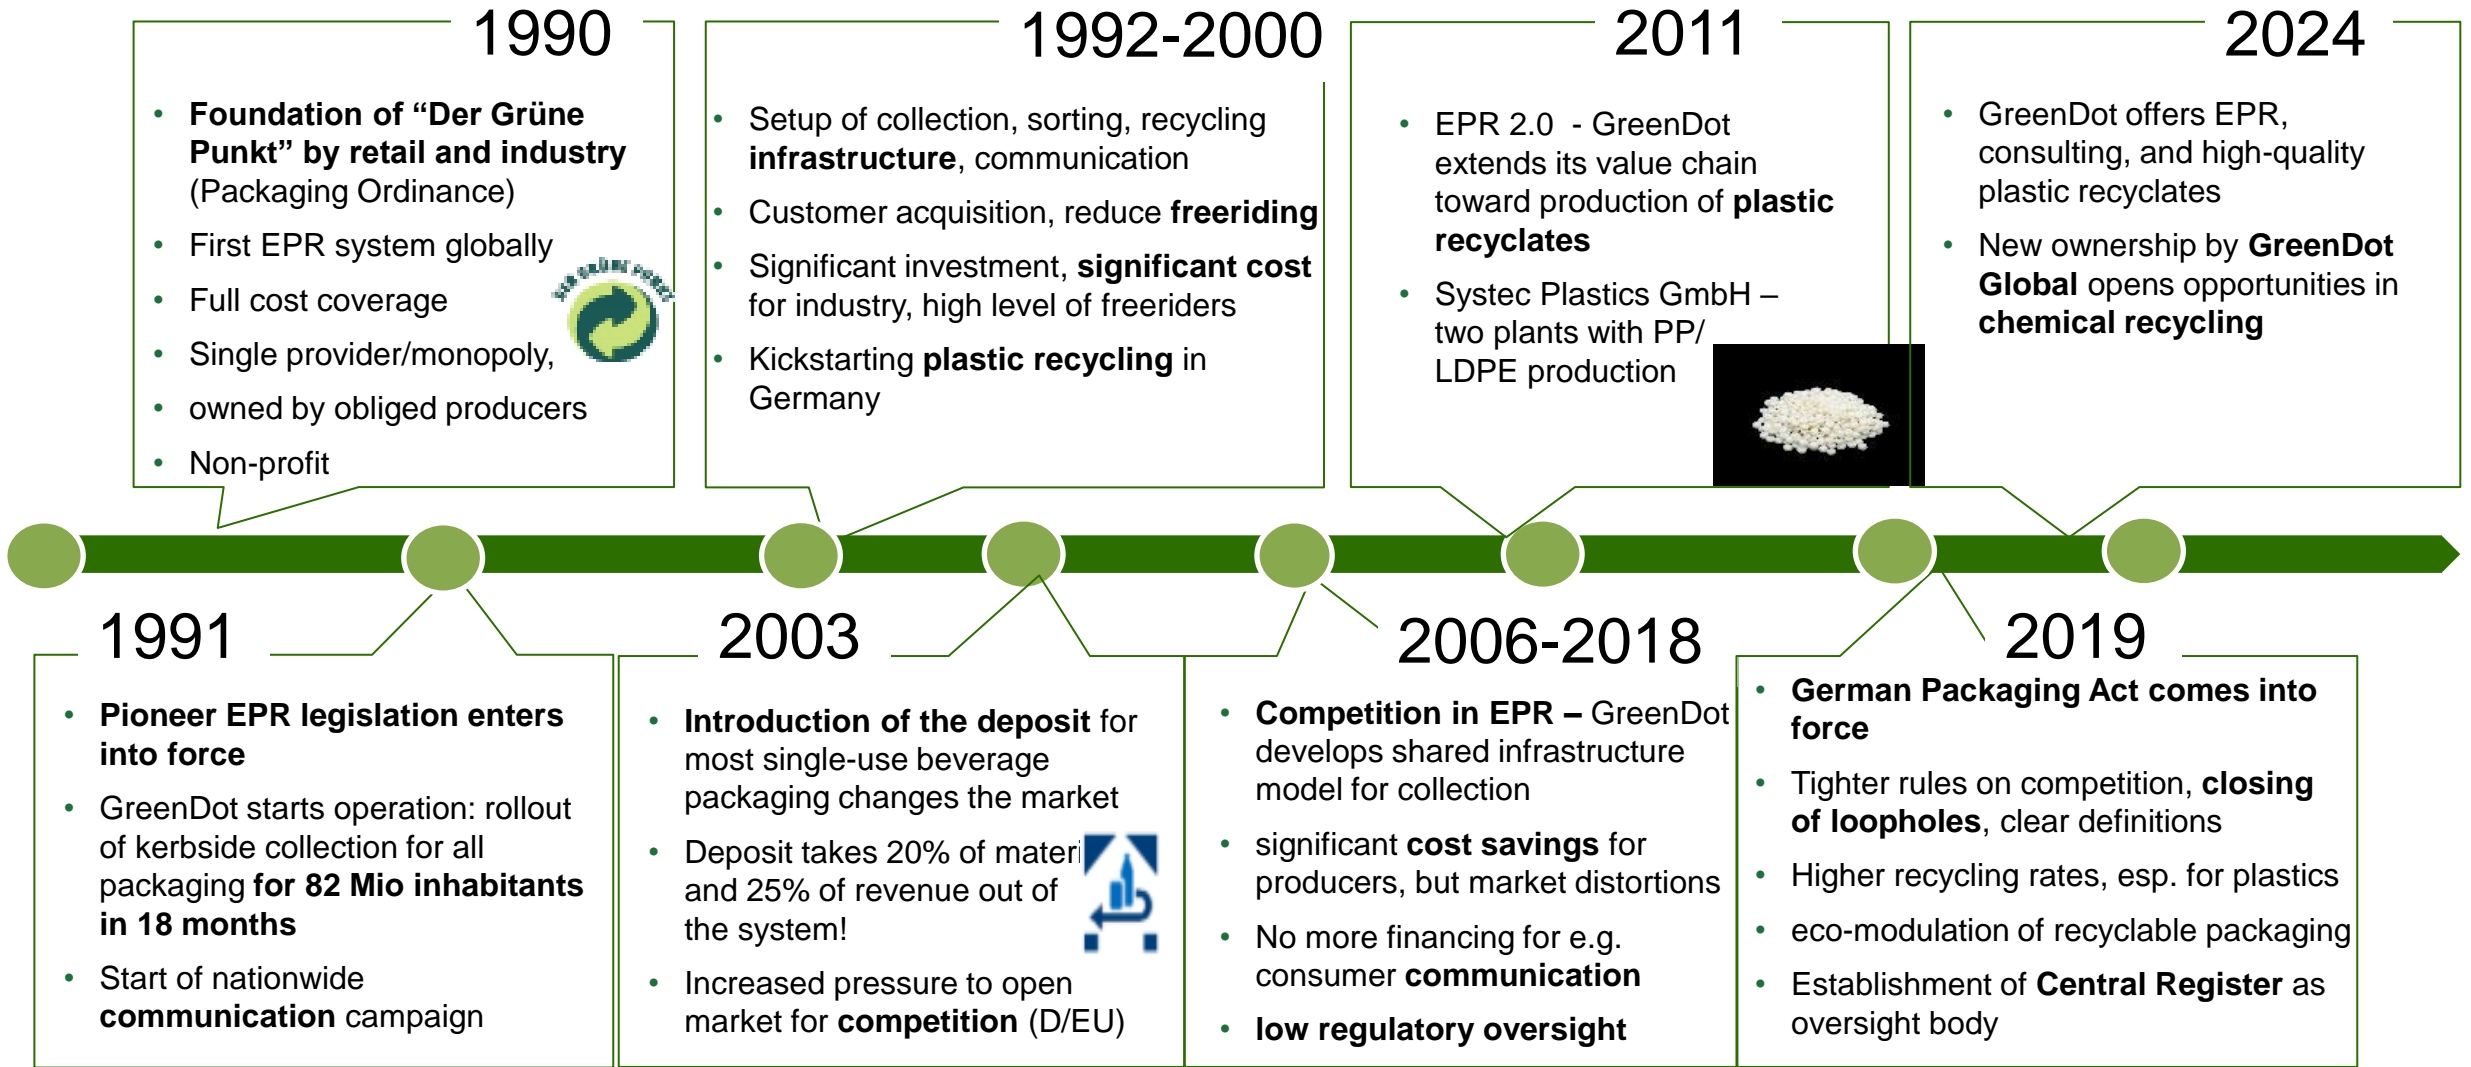 1990
• Foundation of “Der Grüne
Punkt” by retail and industry
(Packaging Ordinance)
• First EPR system globally
• Full cost coverage
• Single provider/monopoly,
• owned by obliged producers
• Non-profit
DER GRÜNE PUNKT
1992-2000
• Setup of collection, sorting, recycling
infrastructure, communication
• Customer acquisition, reduce freeriding
• Significant investment, significant cost
for industry, high level of freeriders
• Kickstarting plastic recycling in
Germany
2011
• EPR 2.0 - GreenDot
extends its value chain
toward production of plastic
recyclates
• Systec Plastics GmbH –
two plants with PP/
LDPE production
2024
• GreenDot offers EPR,
consulting, and high-quality
plastic recyclates
• New ownership by GreenDot
Global opens opportunities in
chemical recycling
1991
• Pioneer EPR legislation enters
into force
• GreenDot starts operation: rollout
of kerbside collection for all
packaging for 82 Mio inhabitants
in 18 months
• Start of nationwide
communication campaign
2003
• Introduction of the deposit for
most single-use beverage
packaging changes the market
• Deposit takes 20% of materi
and 25% of revenue out of
the system!
• Increased pressure to open
market for competition (D/EU)
2006-2018
• Competition in EPR – GreenDot
develops shared infrastructure
model for collection
• significant cost savings for
producers, but market distortions
• No more financing for e.g.
consumer communication
• low regulatory oversight
2019
• German Packaging Act comes into
force
• Tighter rules on competition, closing
of loopholes, clear definitions
• Higher recycling rates, esp. for plastics
• eco-modulation of recyclable packaging
• Establishment of Central Register as
oversight body